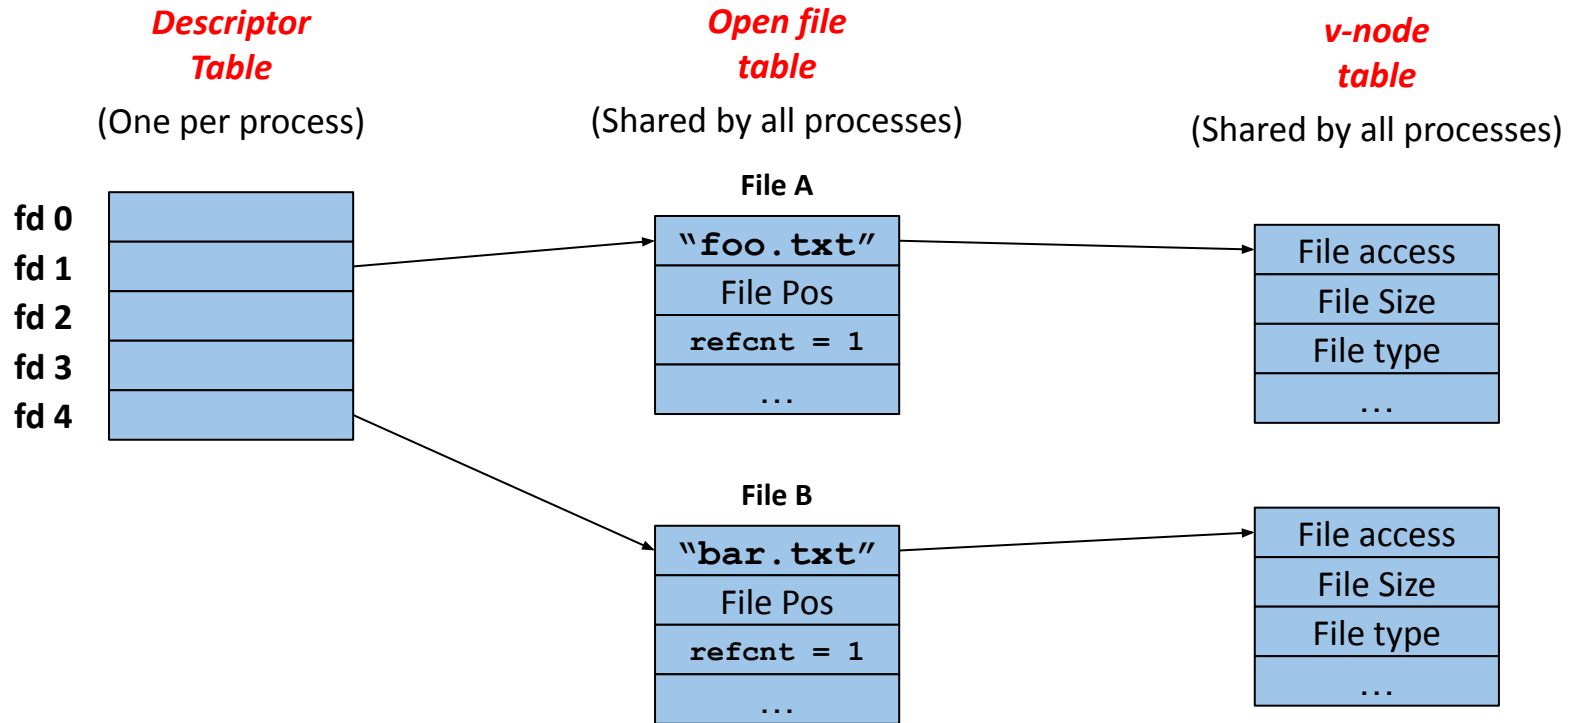 Descriptor
Table
(One per process)
Open file
table
(Shared by all processes)
v-node
table
(Shared by all processes)
fd 0
fd 1
fd 2
fd 3
fd 4
File A
“foo.txt”
File Pos
refcnt = 1
...
File access
File Size
File type
...
File B
“bar.txt”
File Pos
refcnt = 1
...
File access
File Size
File type
...